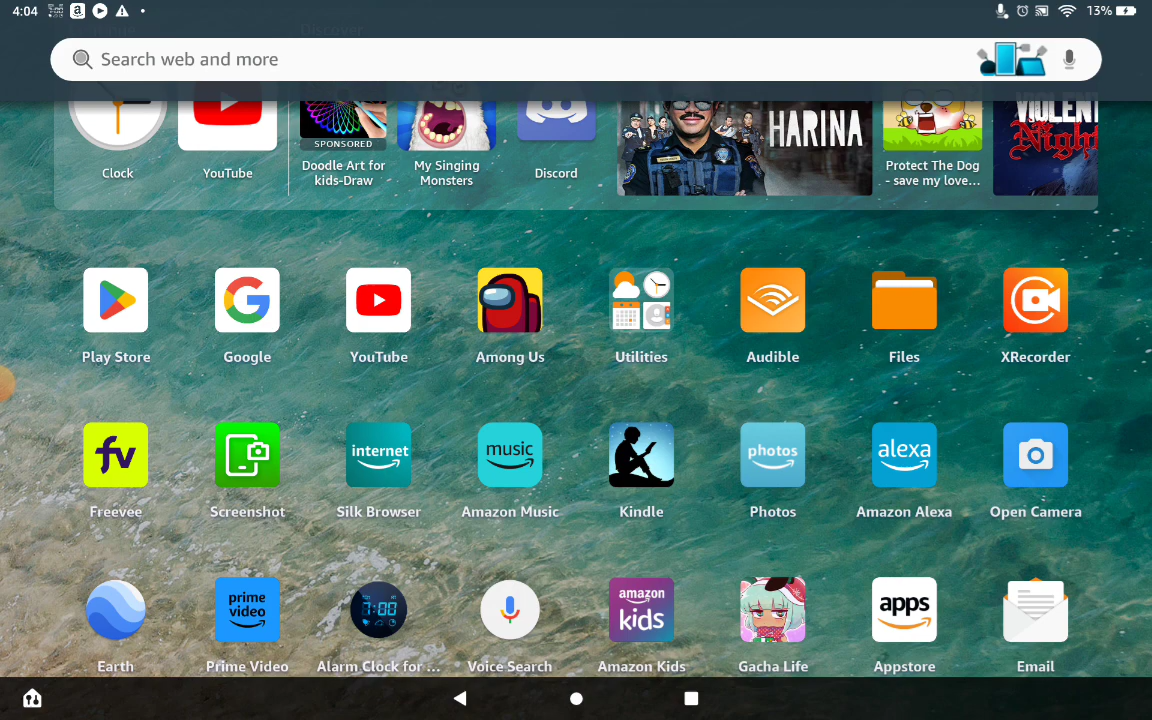 4:04
13%
Discover
Search web and more
SPONSORED
HARINA
VIOLENT
Night
Clock
YouTube
Doodle Art for
kids-Draw
My Singing
Monsters
Discord
Protect The Dog
- save my love...
Play Store
Google
YouTube
Among Us
Utilities
Audible
Files
XRecorder
fv
internet
music
photos
alexa
Freevee
Screenshot
Silk Browser
Amazon Music
Kindle
Photos
Amazon Alexa
Open Camera
prime
video
7:00
amazon
kids
apps
Earth
Prime Video
Alarm Clock for ...
Voice Search
Amazon Kids
Gacha Life
Appstore
Email